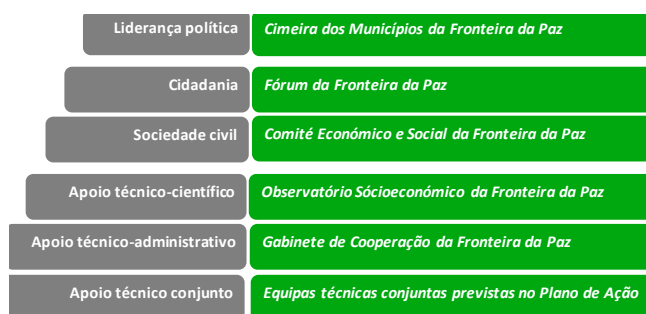 Liderança política Cimeira dos Municípios da Fronteira da Paz
Cidadania Fórum da Fronteira da Paz
Sociedade civil Comité Económico e Social da Fronteira da Paz
Apoio técnico-científico Observatório Sócioeconómico da Fronteira da Paz
Apoio técnico-administrativo Gabinete de Cooperação da Fronteira da Paz
Apoio técnico conjunto Equipas técnicas conjuntas previstas no Plano de Ação